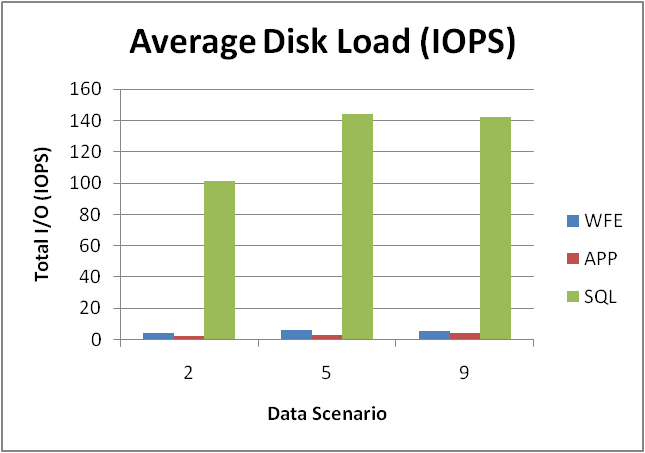 Average Disk Load (IOPS)
160
140
120
100
80
60
40
20
0
Total I/O (IOPS)
2
5
9
Data Scenario
WFE
APP
SQL